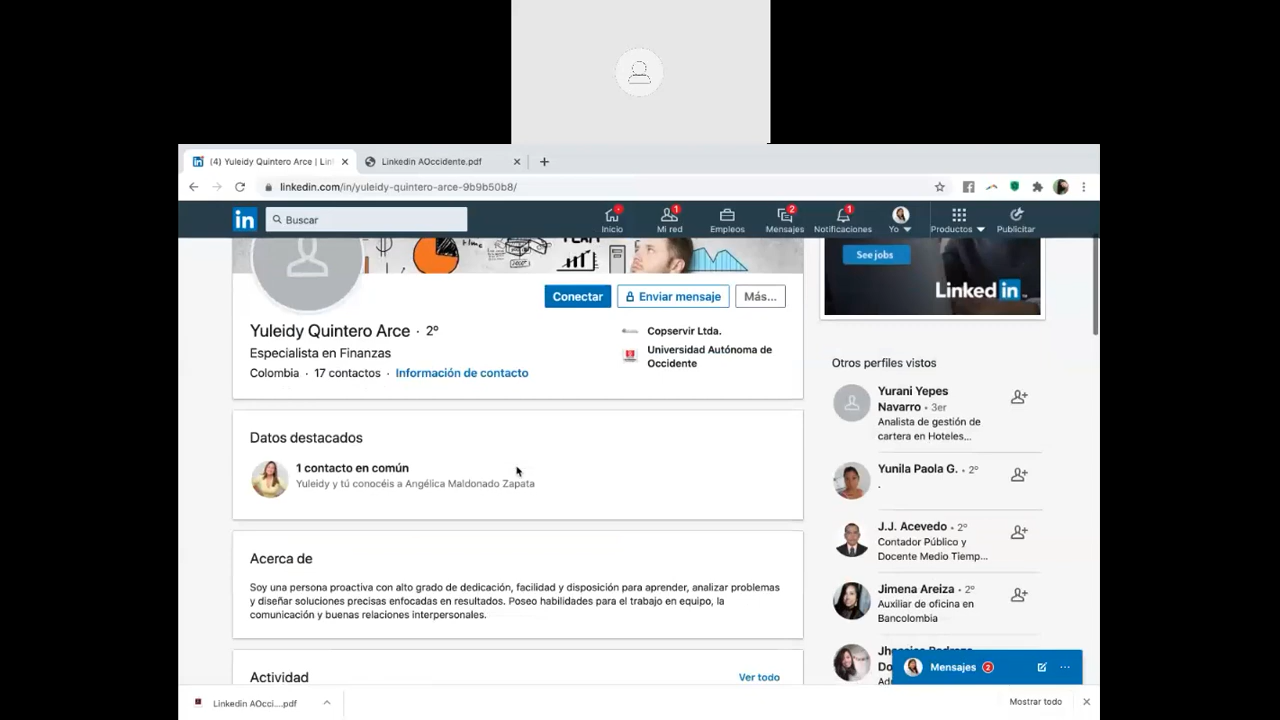 (4) Yuleidy Quintero Arce | Lin
Linkedin AOccidente.pdf
linkedin.com/in/yuleidy-quintero-arce-9b9b50b8/
in
Buscar
Inicio
1
Mi red
Empleos
2
Mensajes
1
Notificaciones
Yo
Productos
Publicitar
See jobs
Linked in
Conectar
Enviar mensaje
Más...
Yuleidy Quintero Arce · 2º
Especialista en Finanzas
Colombia · 17 contactos · Información de contacto
Copservir Ltda.
Universidad Autónoma de
Occidente
Datos destacados
1 contacto en común
Yuleidy y tú conocéis a Angélica Maldonado Zapata
Acerca de
Soy una persona proactiva con alto grado de dedicación, facilidad y disposición para aprender, analizar problemas
y diseñar soluciones precisas enfocadas en resultados. Poseo habilidades para el trabajo en equipo, la
comunicación y buenas relaciones interpersonales.
Actividad
Ver todo
Otros perfiles vistos
Yurani Yepes
Navarro • 3er
Analista de gestión de
cartera en Hoteles...
Yunila Paola G. • 2º
.
J.J. Acevedo • 2º
Contador Público y
Docente Medio Tiemp...
Jimena Areiza • 2º
Auxiliar de oficina en
Bancolombia
Mensajes 2
Linkedin AOcci....pdf
Mostrar todo